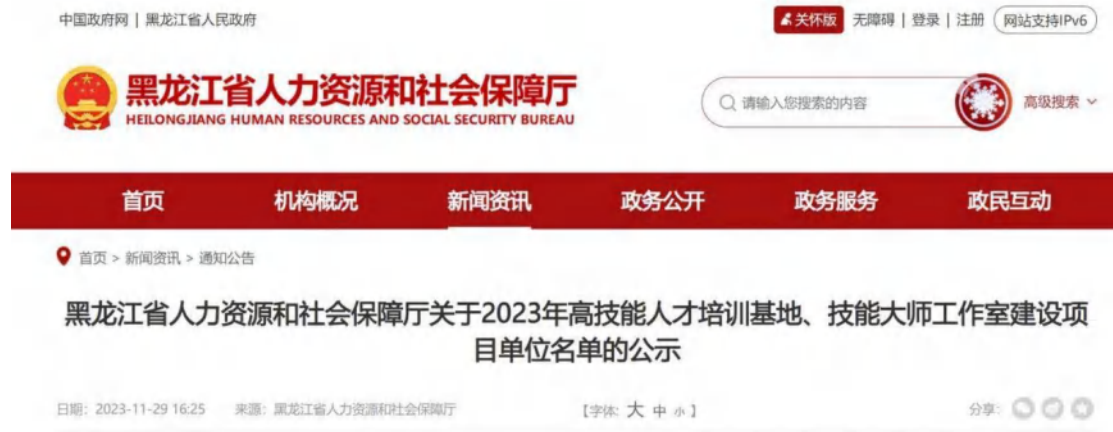 中国政府网 | 黑龙江省人民政府
关怀版 无障碍 | 登录 | 注册 网站支持IPv6
黑龙江省人力资源和社会保障厅
HEILONGJIANG HUMAN RESOURCES AND SOCIAL SECURITY BUREAU
请输入您搜索的内容
高级搜索
首页 机构概况 新闻资讯 政务公开 政务服务 政民互动
首页 > 新闻资讯 > 通知公告
黑龙江省人力资源和社会保障厅关于2023年高技能人才培训基地、技能大师工作室建设项
目单位名单的公示
日期: 2023-11-29 16:25 来源: 黑龙江省人力资源和社会保障厅 【字体: 大 中 小 】 分享: